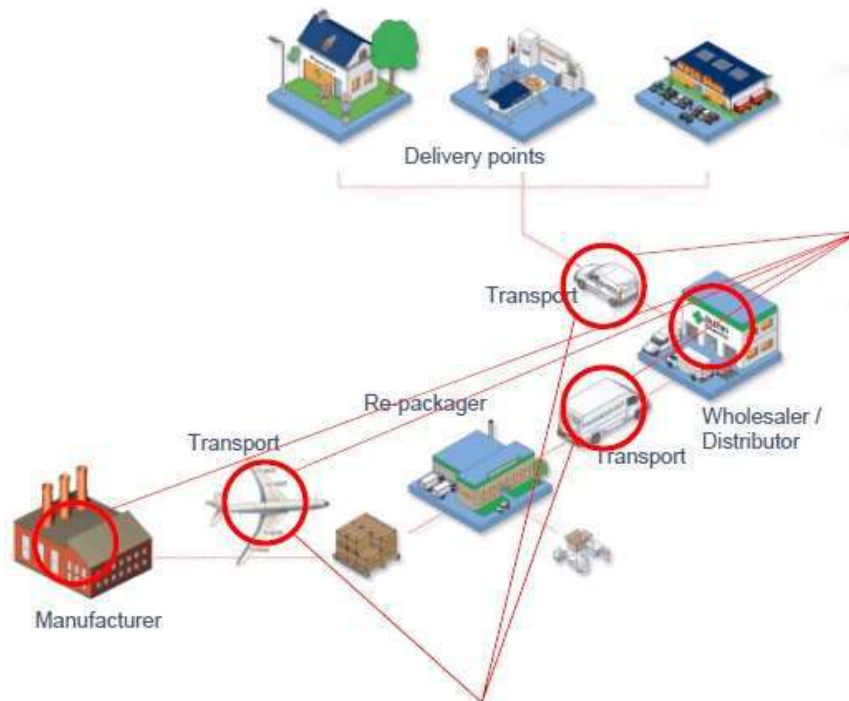 Delivery points
Transport
Re-packager
Wholesaler /
Distributor
Transport
Transport
Manufacturer